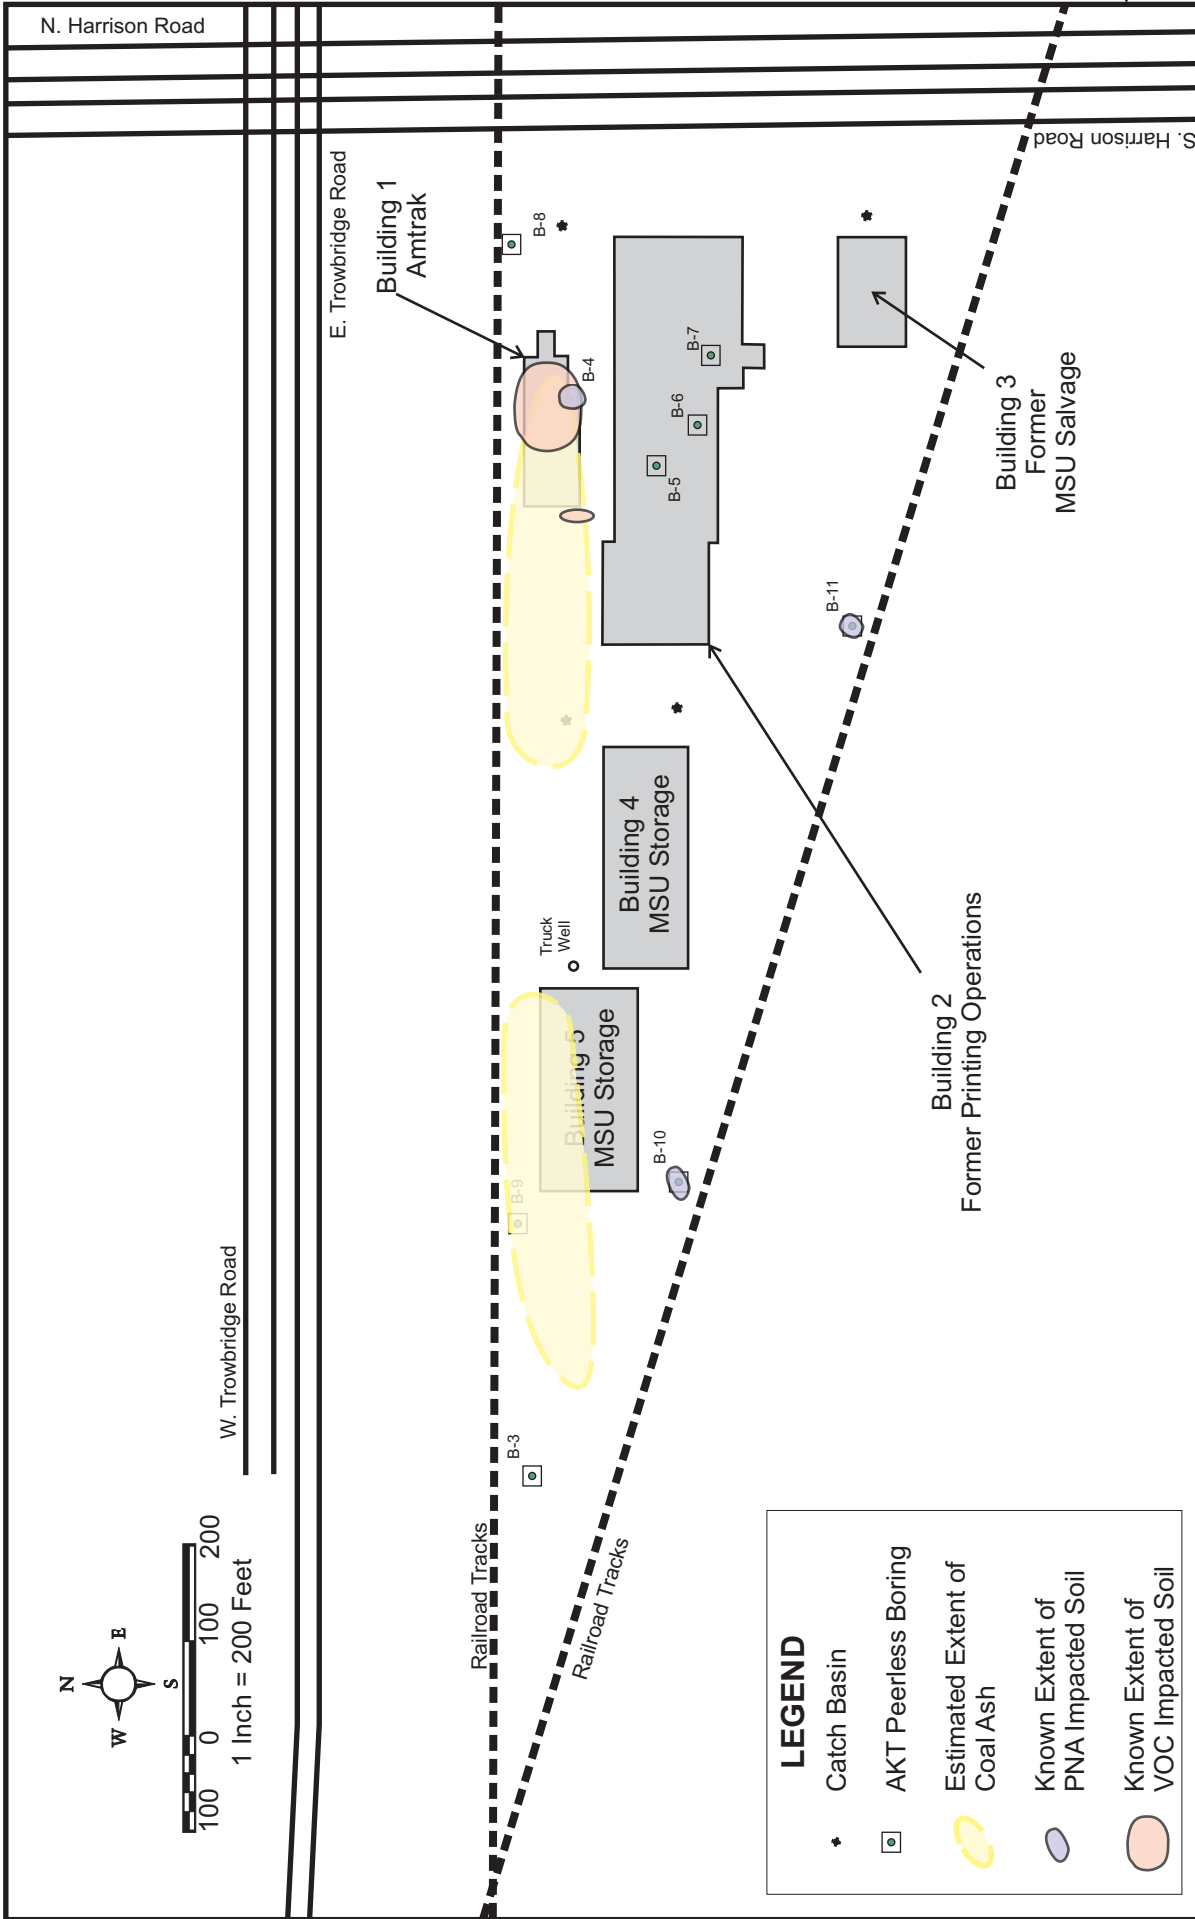 N. Harrison Road
S. Harrison Road
E. Trowbridge Road
W. Trowbridge Road
Building 1
Amtrak
B-8
B-4
B-7
B-6
B-5
Building 3
Former
MSU Salvage
B-11
Building 4
MSU Storage
Truck
Well
Building 5
MSU Storage
B-10
B-9
Building 2
Former Printing Operations
B-3
Railroad Tracks
Railroad Tracks
N
W
E
S
100
0
100
200
1 Inch = 200 Feet
LEGEND
Catch Basin
AKT Peerless Boring
Estimated Extent of
Coal Ash
Known Extent of
PNA Impacted Soil
Known Extent of
VOC Impacted Soil